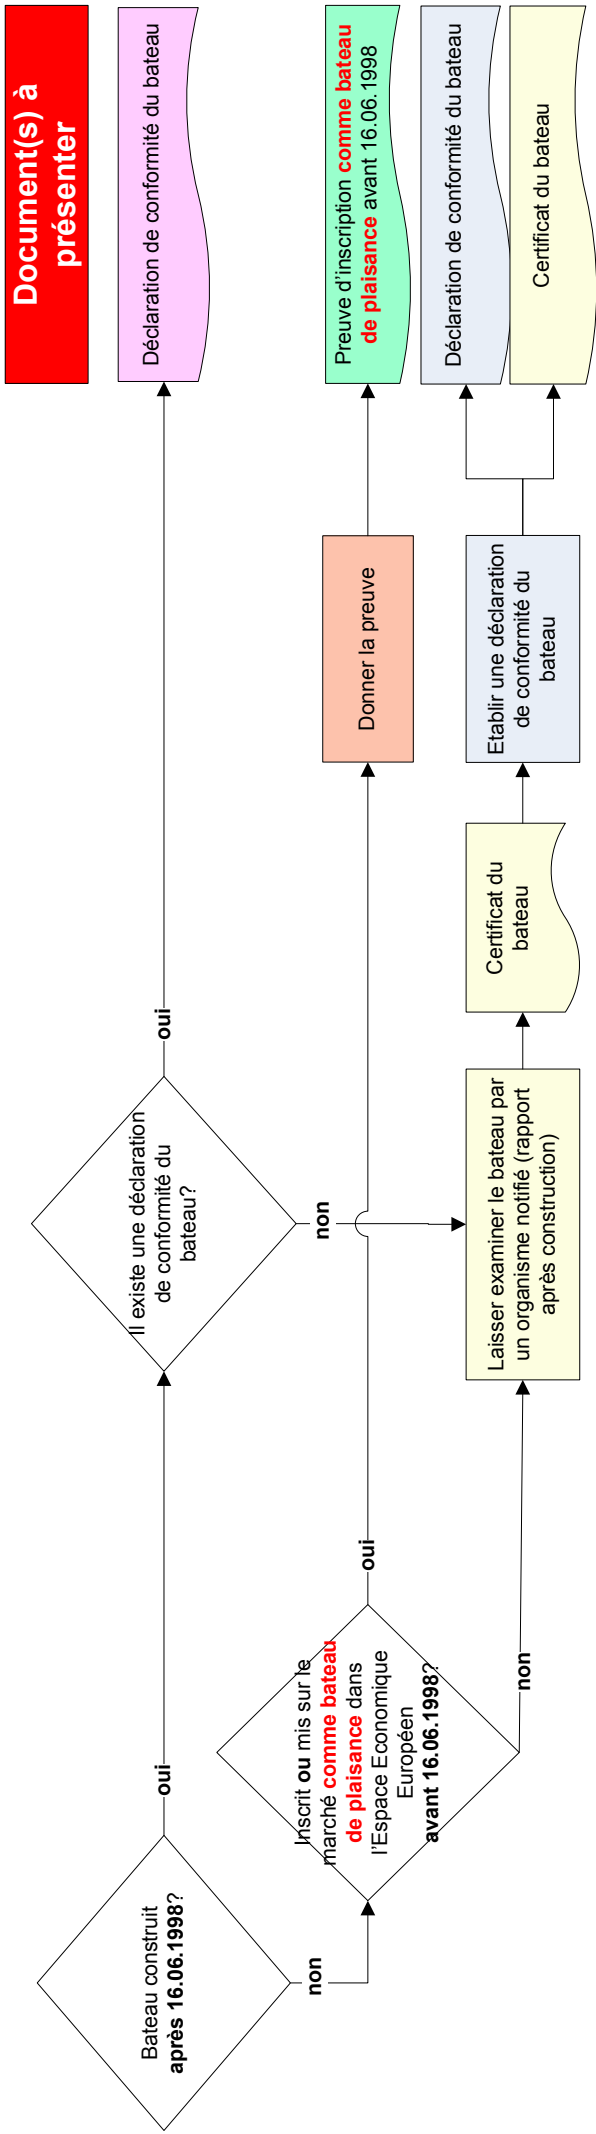 Document(s) à
présenter
Bateau construit
après 16.06.1998?
oui
non
Il existe une déclaration
de conformité du
bateau?
oui
non
Déclaration de conformité du bateau
Inscrit ou mis sur le
marché comme bateau
de plaisance dans
l'Espace Economique
Européen
avant 16.06.1998?
oui
non
Donner la preuve
Preuve d'inscription comme bateau
de plaisance avant 16.06.1998
Laisser examiner le bateau par
un organisme notifié (rapport
après construction)
Certificat du
bateau
Etablir une déclaration
de conformité du
bateau
Déclaration de conformité du bateau
Certificat du bateau